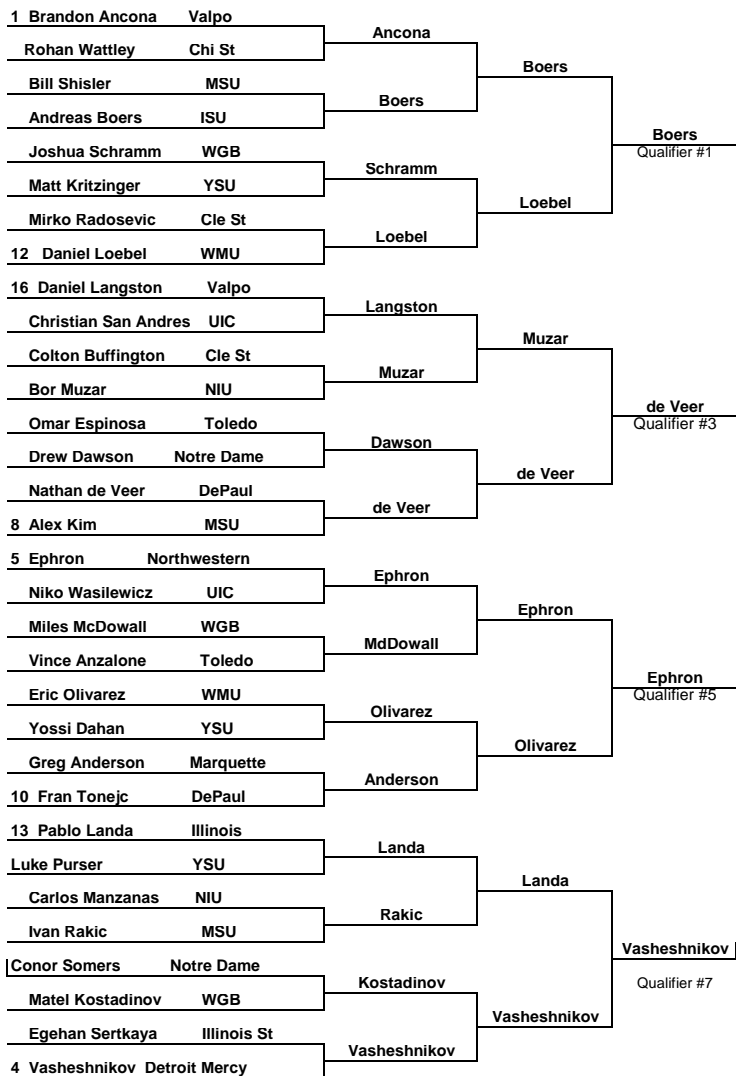 1 Brandon Ancona Valpo
Ancona
Rohan Wattley Chi St
Boers
Bill Shisler MSU
Boers
Andreas Boers ISU
Boers
Qualifier #1
Joshua Schramm WGB
Schramm
Matt Kritzinger YSU
Loebel
Mirko Radosevic Cle St
Loebel
12 Daniel Loebel WMU
16 Daniel Langston Valpo
Langston
Christian San Andres UIC
Muzar
Colton Buffington Cle St
Muzar
Bor Muzar NIU
de Veer
Qualifier #3
Omar Espinosa Toledo
Dawson
Drew Dawson Notre Dame
de Veer
Nathan de Veer DePaul
de Veer
8 Alex Kim MSU
5 Ephron Northwestern
Ephron
Niko Wasilewicz UIC
Ephron
Miles McDowall WGB
MdDowall
Vince Anzalone Toledo
Ephron
Qualifier #5
Eric Olivarez WMU
Olivarez
Yossi Dahan YSU
Olivarez
Greg Anderson Marquette
Anderson
10 Fran Tonejc DePaul
13 Pablo Landa Illinois
Landa
Luke Purser YSU
Landa
Carlos Manzanas NIU
Rakic
Ivan Rakic MSU
Vasheshnikov
Conor Somers Notre Dame
Kostadinov
Qualifier #7
Matel Kostadinov WGB
Vasheshnikov
Egehan Sertkaya Illinois St
Vasheshnikov
4 Vasheshnikov Detroit Mercy